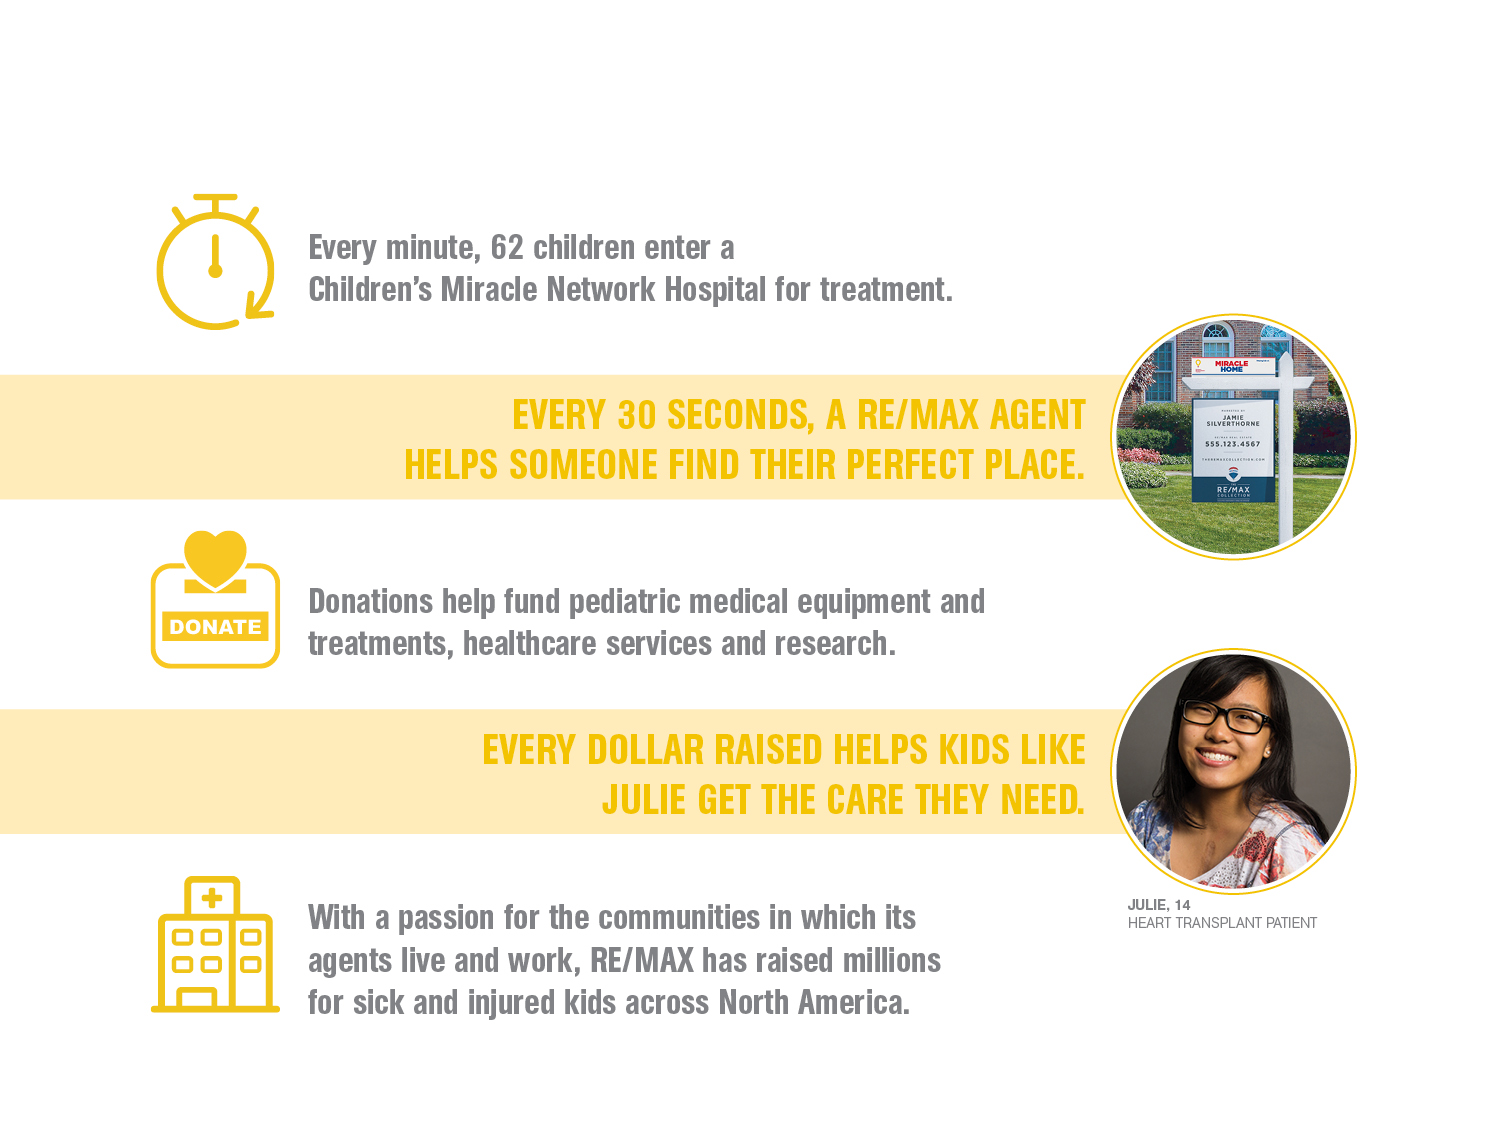 Every minute, 62 children enter a
Children’s Miracle Network Hospital for treatment.
MIRACLE
HOME
EVERY 30 SECONDS, A RE/MAX AGENT
HELPS SOMEONE FIND THEIR PERFECT PLACE.
JAMIE
SILVERTHORNE
555.123.4567
THEREMAXCOLLECTION.COM
RE/MAX
COLLECTION
DONATE
Donations help fund pediatric medical equipment and
treatments, healthcare services and research.
EVERY DOLLAR RAISED HELPS KIDS LIKE
JULIE GET THE CARE THEY NEED.
JULIE, 14
HEART TRANSPLANT PATIENT
With a passion for the communities in which its
agents live and work, RE/MAX has raised millions
for sick and injured kids across North America.